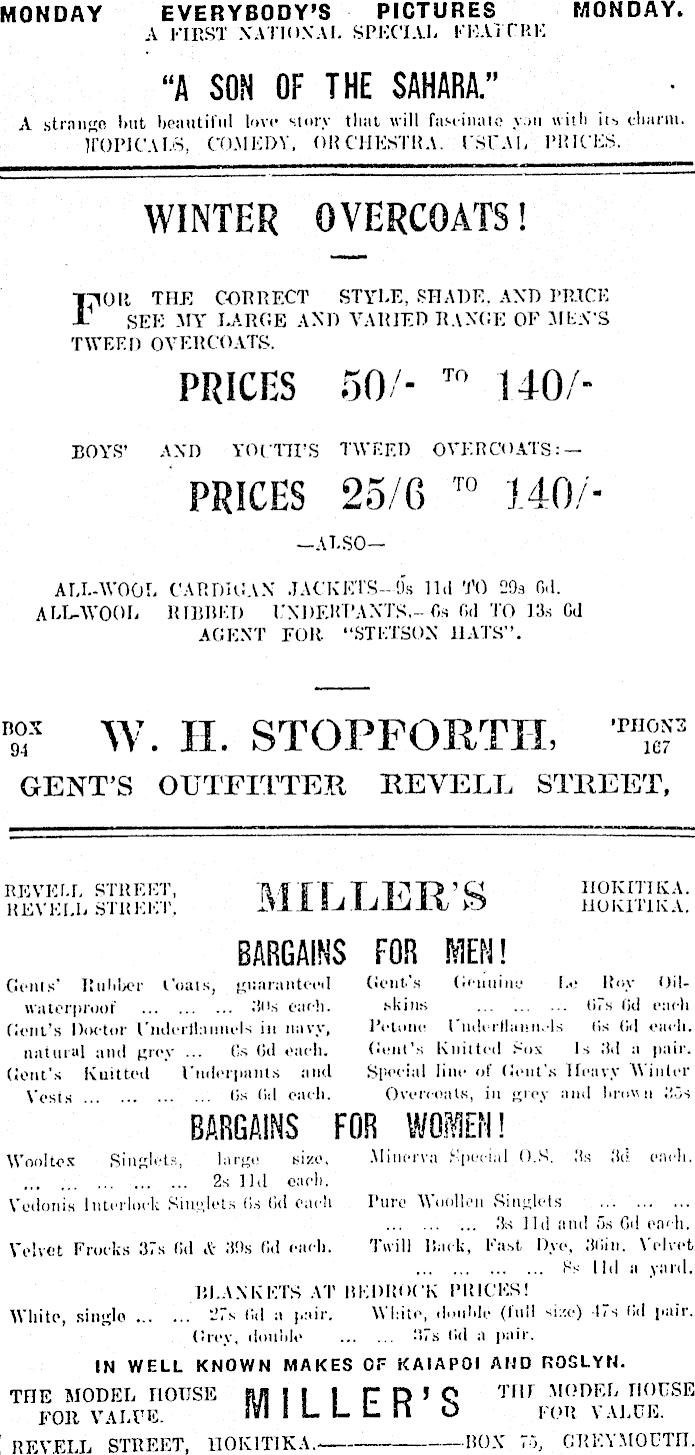 MONDAY EVERYBODY'S PICTURES MONDAY.
A FIRST NATIONAL SPECIAL FEATURE
"A SON OF THE SAHARA."
A strange but beautiful love story that will fascinate you with its charm.
TOPICALS, COMEDY, ORCHESTRA. USUAL PRICES.
WINTER OVERCOATS!
FOR THE CORRECT STYLE, SHADE, AND PRICE
SEE MY LARGE AND VARIED RANGE OF MEN'S
TWEED OVERCOATS.
PRICES 50/- TO 140/-
BOYS' AND YOUTH'S TWEED OVERCOATS:—
PRICES 25/6 TO 140/-
—ALSO—
ALL-WOOL CARDIGAN JACKETS—9s 11d TO 29s 6d.
ALL-WOOL RIBBED UNDERPANTS.—6s 6d TO 13s 6d
AGENT FOR "STETSON HATS".
BOX 94 W. H. STOPFORTH, 'PHONE 167
GENT'S OUTFITTER REVELL STREET,
REVELL STREET, MILLER'S HOKITIKA.
REVELL STREET, HOKITIKA.
BARGAINS FOR MEN!
Gents' Rubber Coats, guaranteed
waterproof ... ... ... 30s each.
Gent's Doctor Underflannels in navy,
natural and grey ... 6s 6d each.
Gent's Knitted Underpants and
Vests ... ... ... ... 6s 6d each.
Gent's Genuine Le Roy Oil-
skins ... ... ... 67s 6d each
Petone Underflannels 6s 6d each.
Gent's Knitted Sox 1s 3d a pair.
Special line of Gent's Heavy Winter
Overcoats, in grey and brown 35s
BARGAINS FOR WOMEN!
Wooltex Singlets, large size,
... ... ... ... ... 2s 11d each.
Vedonis Interlock Singlets 6s 6d each
Velvet Frocks 37s 6d & 39s 6d each.
Minerva Special O.S. 3s 3d each.
Pure Woollen Singlets ... ... ...
... ... ... 3s 11d and 5s 6d each.
Twill Back, Fast Dye, 36in. Velvet
... ... ... ... 8s 11d a yard.
BLANKETS AT BEDROCK PRICES!
White, single ... ... 27s 6d a pair. White, double (full size) 47s 6d pair.
Grey, double ... ... 37s 6d a pair.
IN WELL KNOWN MAKES OF KAIAPOI AND ROSLYN.
THE MODEL HOUSE FOR VALUE. MILLER'S THE MODEL HOUSE FOR VALUE.
REVELL STREET, HOKITIKA.————BOX 75, GREYMOUTH.